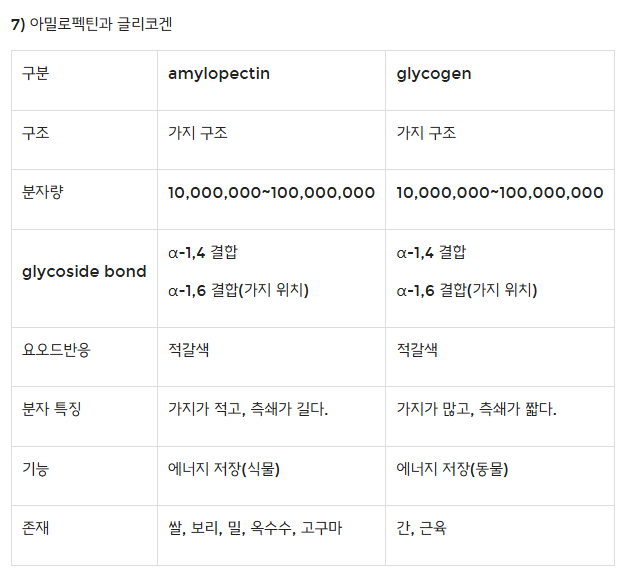 7) 아밀로펙틴과 글리코겐
구분 amylopectin glycogen
구조 가지 구조 가지 구조
분자량 10,000,000~100,000,000 10,000,000~100,000,000
glycoside bond
α-1,4 결합
α-1,6 결합(가지 위치)
α-1,4 결합
α-1,6 결합(가지 위치)
요오드반응 적갈색 적갈색
분자 특징 가지가 적고, 측쇄가 길다. 가지가 많고, 측쇄가 짧다.
기능 에너지 저장(식물) 에너지 저장(동물)
존재 쌀, 보리, 밀, 옥수수, 고구마 간, 근육